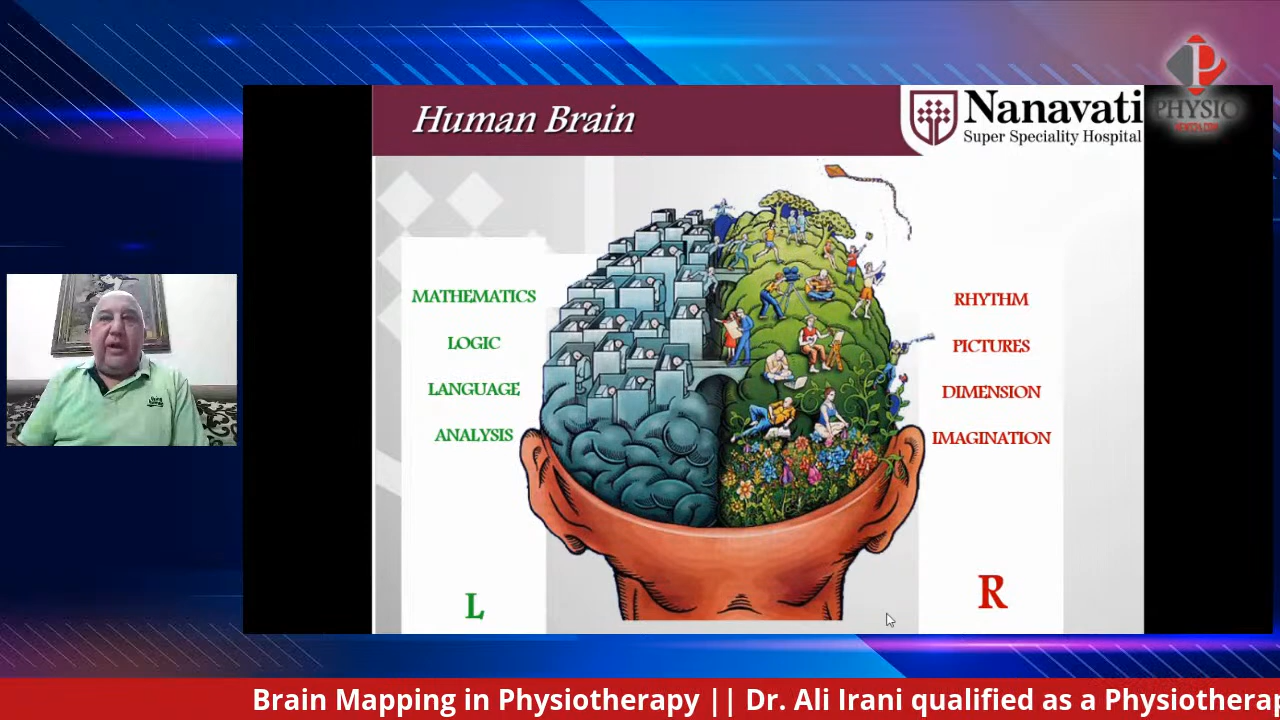 Human Brain
Nanavati
Super Speciality Hospital
PHYSIO
MATHEMATICS
LOGIC
LANGUAGE
ANALYSIS
L
RHYTHM
PICTURES
DIMENSION
IMAGINATION
R
Brain Mapping in Physiotherapy || Dr. Ali Irani qualified as a Physiotherap